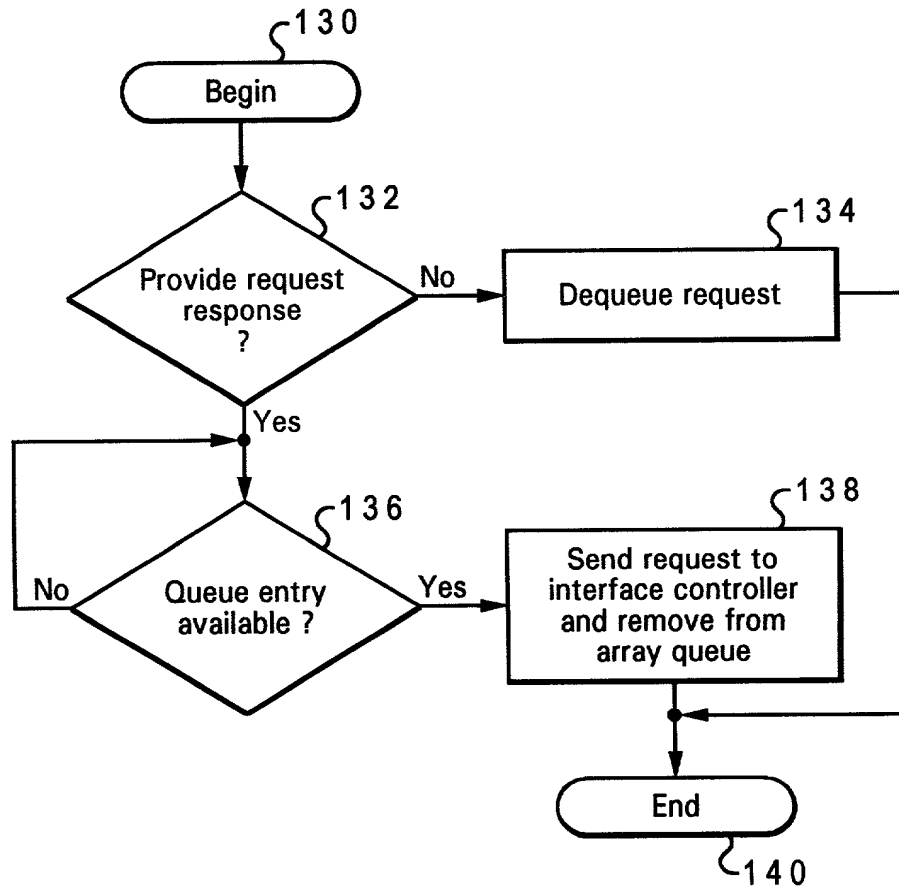 130
Begin
132
Provide request
response
?
No
134
Dequeue request
Yes
136
Queue entry
available ?
No
Yes
138
Send request to
interface controller
and remove from
array queue
End
140